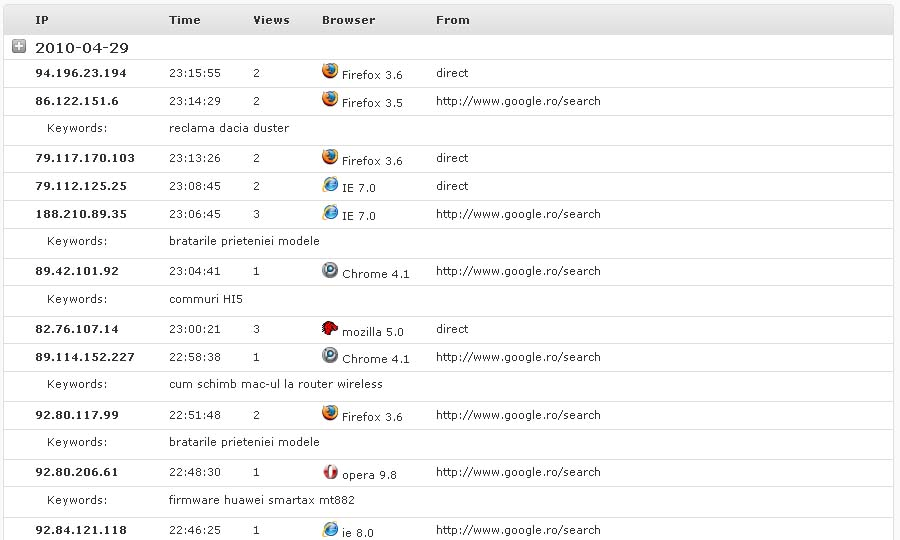 IP Time Views Browser From
2010-04-29
94.196.23.194 23:15:55 2 Firefox 3.6 direct
86.122.151.6 23:14:29 2 Firefox 3.5 http://www.google.ro/search
Keywords: reclama dacia duster
79.117.170.103 23:13:26 2 Firefox 3.6 direct
79.112.125.25 23:08:45 2 IE 7.0 direct
188.210.89.35 23:06:45 3 IE 7.0 http://www.google.ro/search
Keywords: bratarile prieteniei modele
89.42.101.92 23:04:41 1 Chrome 4.1 http://www.google.ro/search
Keywords: commuri HI5
82.76.107.14 23:00:21 3 mozilla 5.0 direct
89.114.152.227 22:58:38 1 Chrome 4.1 http://www.google.ro/search
Keywords: cum schimb mac-ul la router wireless
92.80.117.99 22:51:48 2 Firefox 3.6 http://www.google.ro/search
Keywords: bratarile prieteniei modele
92.80.206.61 22:48:30 1 opera 9.8 http://www.google.ro/search
Keywords: firmware huawei smartax mt882
92.84.121.118 22:46:25 1 ie 8.0 http://www.google.ro/search